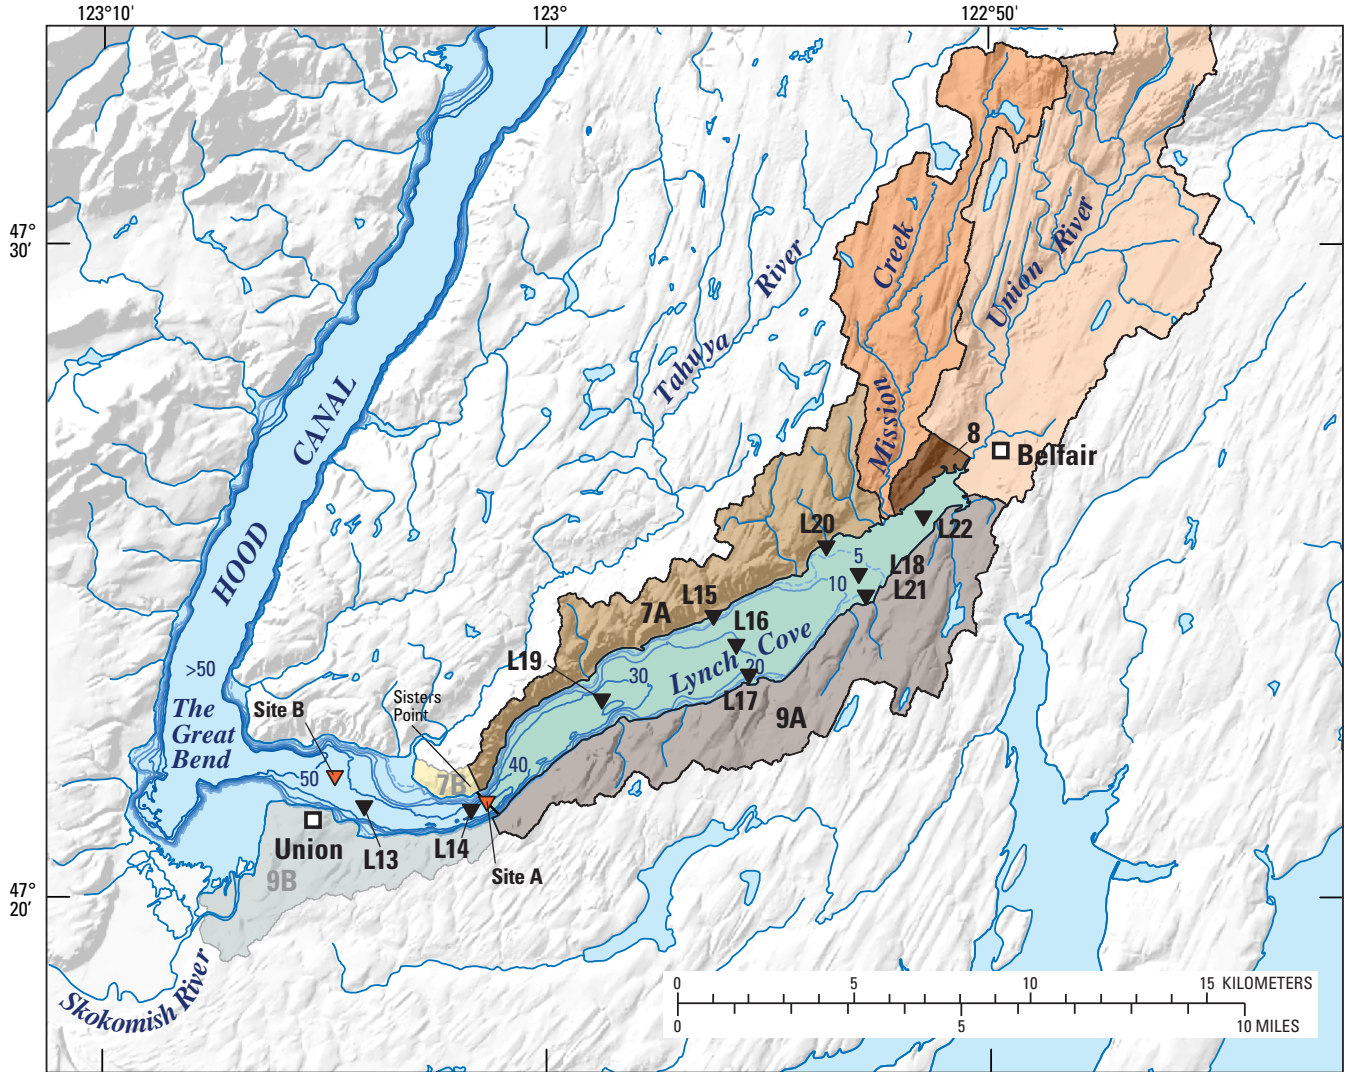 123°10′
123°
122°50′
47°
30′
Creek
Union River
Tahuya River
CANAL
Mission
8
Belfair
HOOD
L20
L22
5
L18
10
L21
L15
7A
L16
Lynch Cove
20
L19
30
L17
>50
Sisters
Point
Site B
The
Great
Bend
9A
50
40
7B
Union
L13
L14
Site A
9B
47°
20′
Skokomish River
0 5 10 15 KILOMETERS
0 5 10 MILES